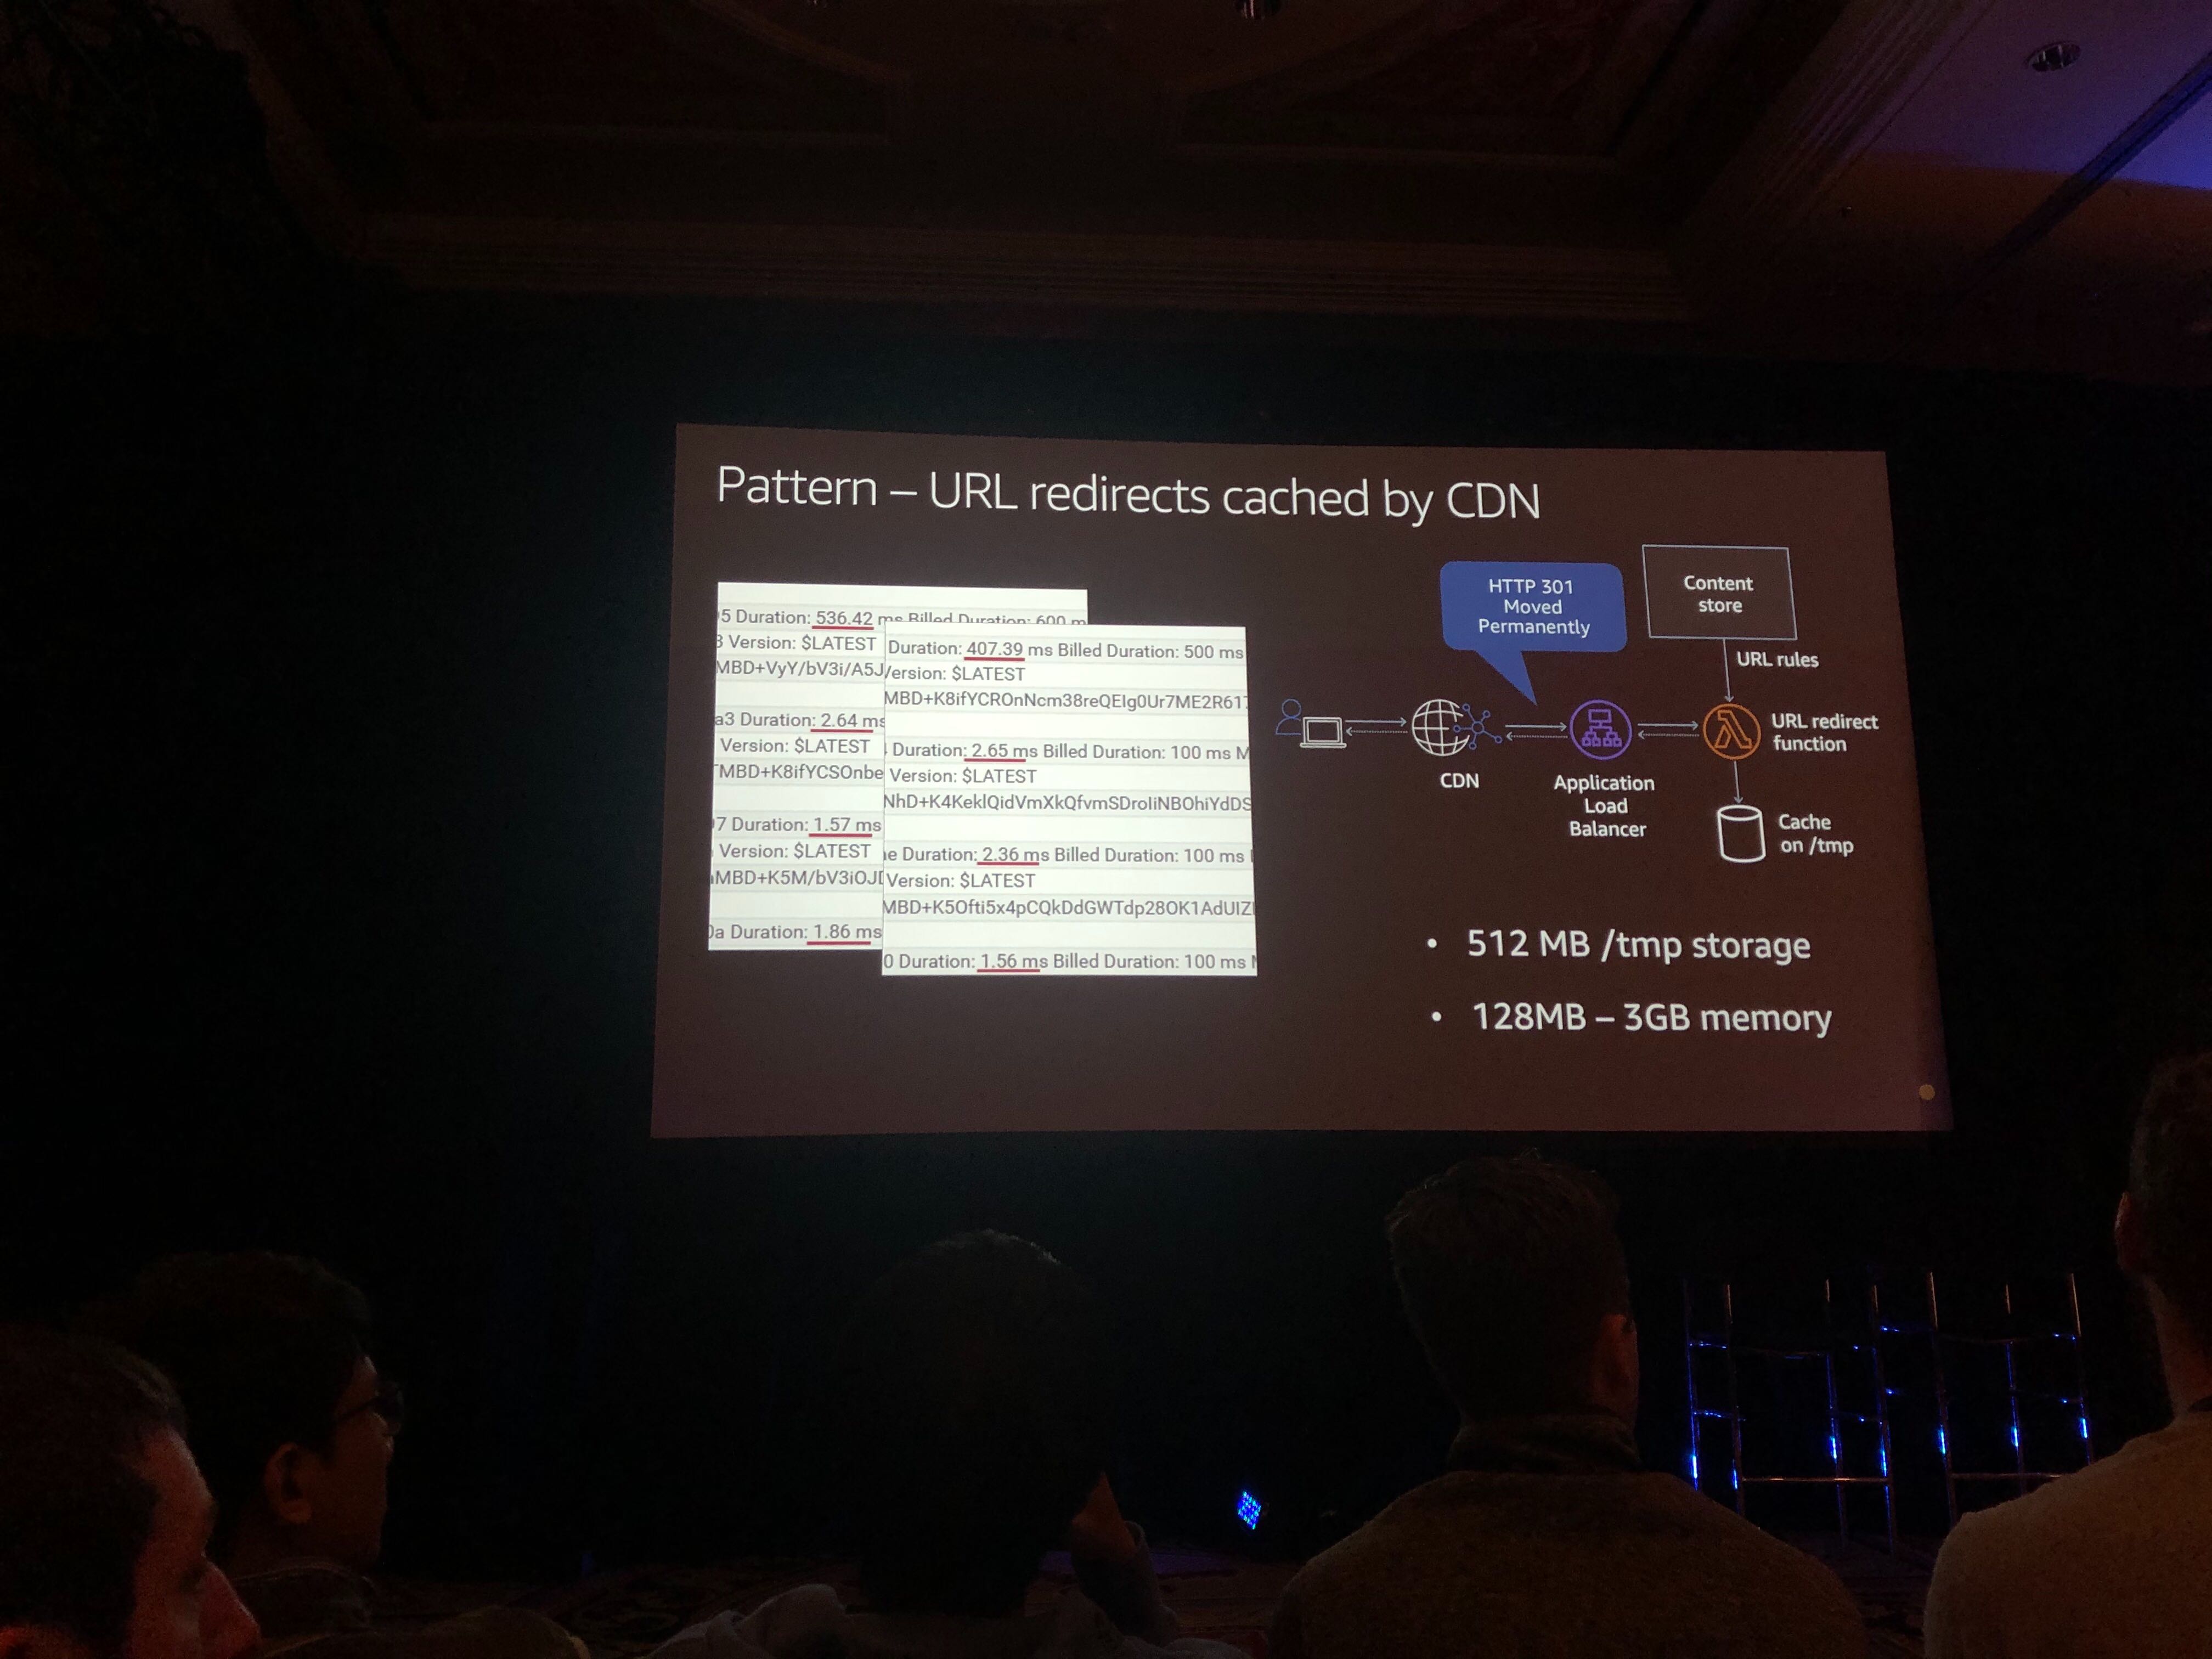 Pattern – URL redirects cached by CDN
5 Duration: 536.42 ms Billed Duration: 600 m
3 Version: $LATEST
MBD+VyY/bV3i/A5J
a3 Duration: 2.64 ms
Version: $LATEST
MBD+K8ifYCSOnbe
7 Duration: 1.57 ms
Version: $LATEST
MBD+K5M/bV3iOJ
a Duration: 1.86 ms
Duration: 407.39 ms Billed Duration: 500 ms
Version: $LATEST
MBD+K8ifYCROnNcm38reQEIg0Ur7ME2R617
Duration: 2.65 ms Billed Duration: 100 ms M
Version: $LATEST
NhD+K4KeklQidVmXkQfvmSDroIiNBOhiYdDS
e Duration: 2.36 ms Billed Duration: 100 ms
Version: $LATEST
MBD+K5Ofti5x4pCQkDdGWTdp28OK1AdUIZ
0 Duration: 1.56 ms Billed Duration: 100 ms
HTTP 301
Moved
Permanently
Content
store
URL rules
URL redirect
function
CDN
Application
Load
Balancer
Cache
on /tmp
• 512 MB /tmp storage
• 128MB – 3GB memory